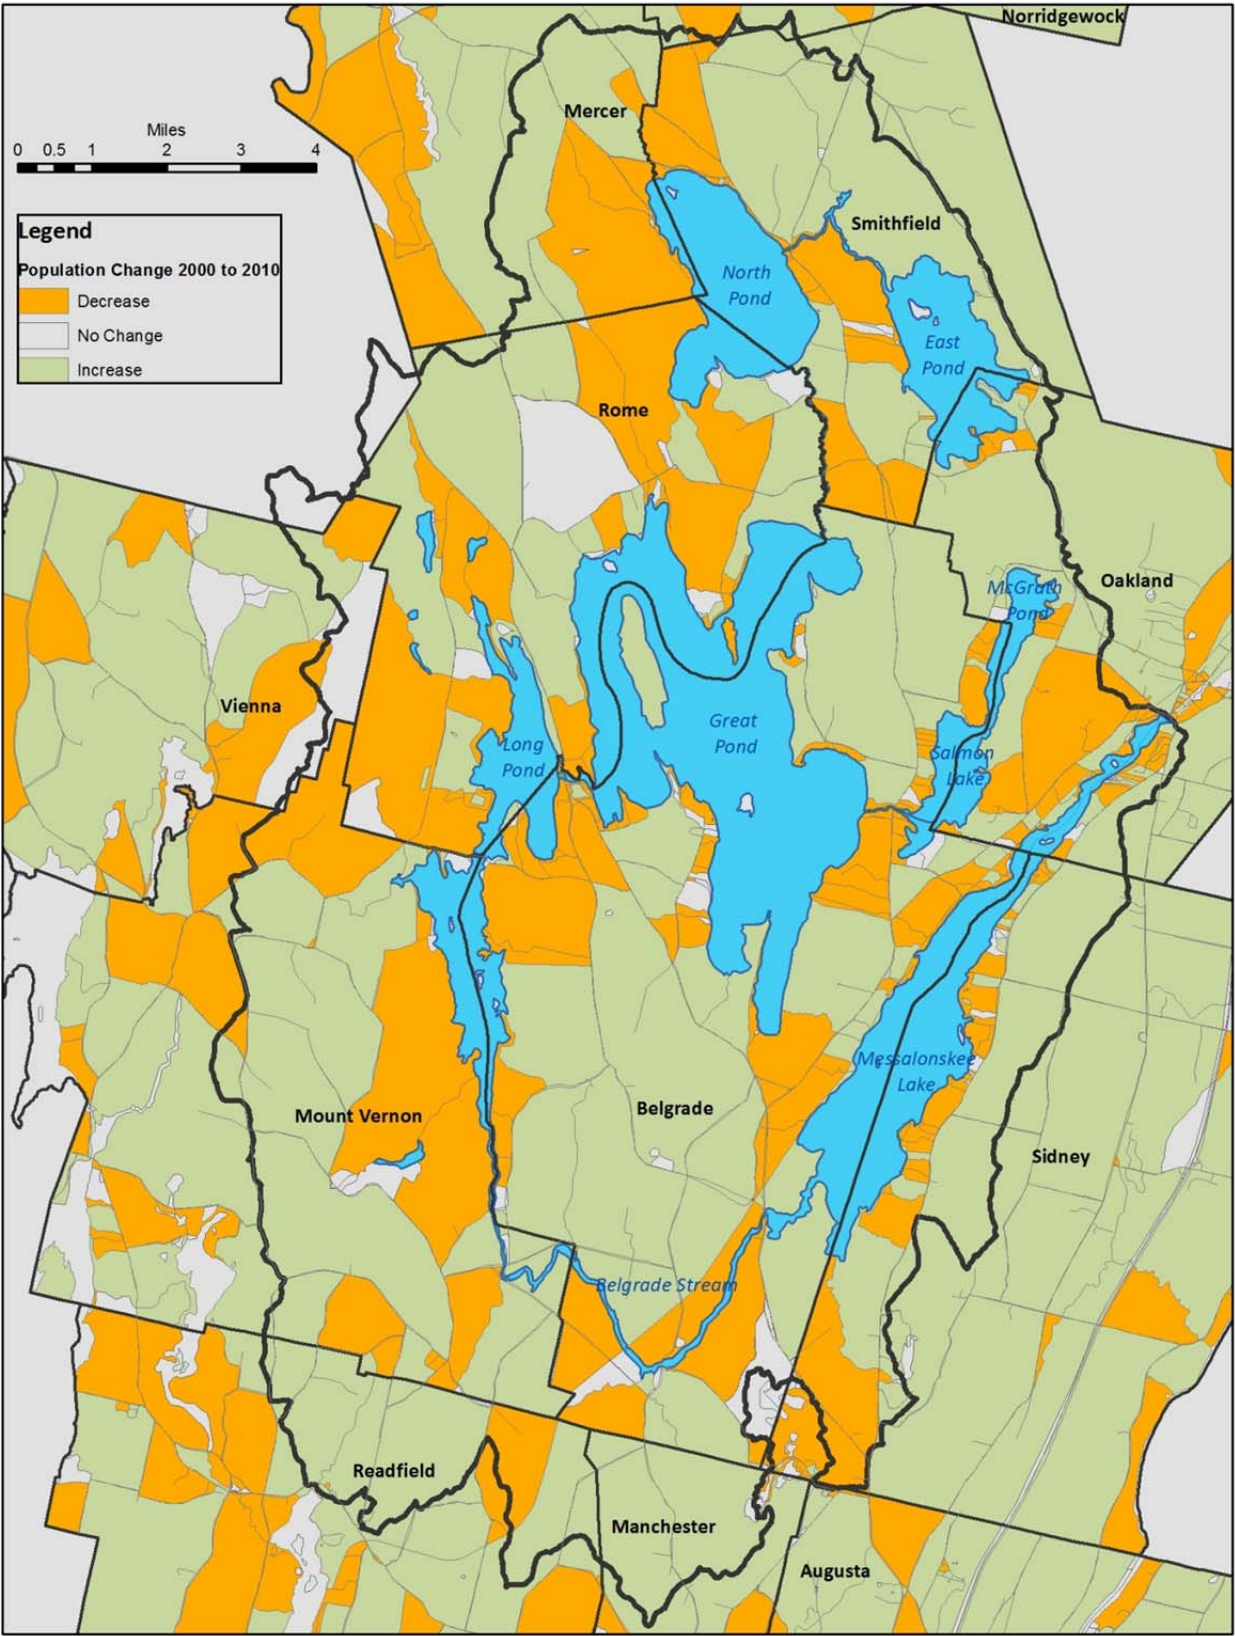 Norridgewock
Mercer
Miles
0 0.5 1 2 3 4
Legend
Population Change 2000 to 2010
Decrease
No Change
Increase
Smithfield
North
Pond
East
Pond
Rome
McGrath
Pond
Oakland
Vienna
Great
Pond
Long
Pond
Salmon
Lake
Messalonskee
Lake
Mount Vernon
Belgrade
Sidney
Belgrade Stream
Readfield
Manchester
Augusta